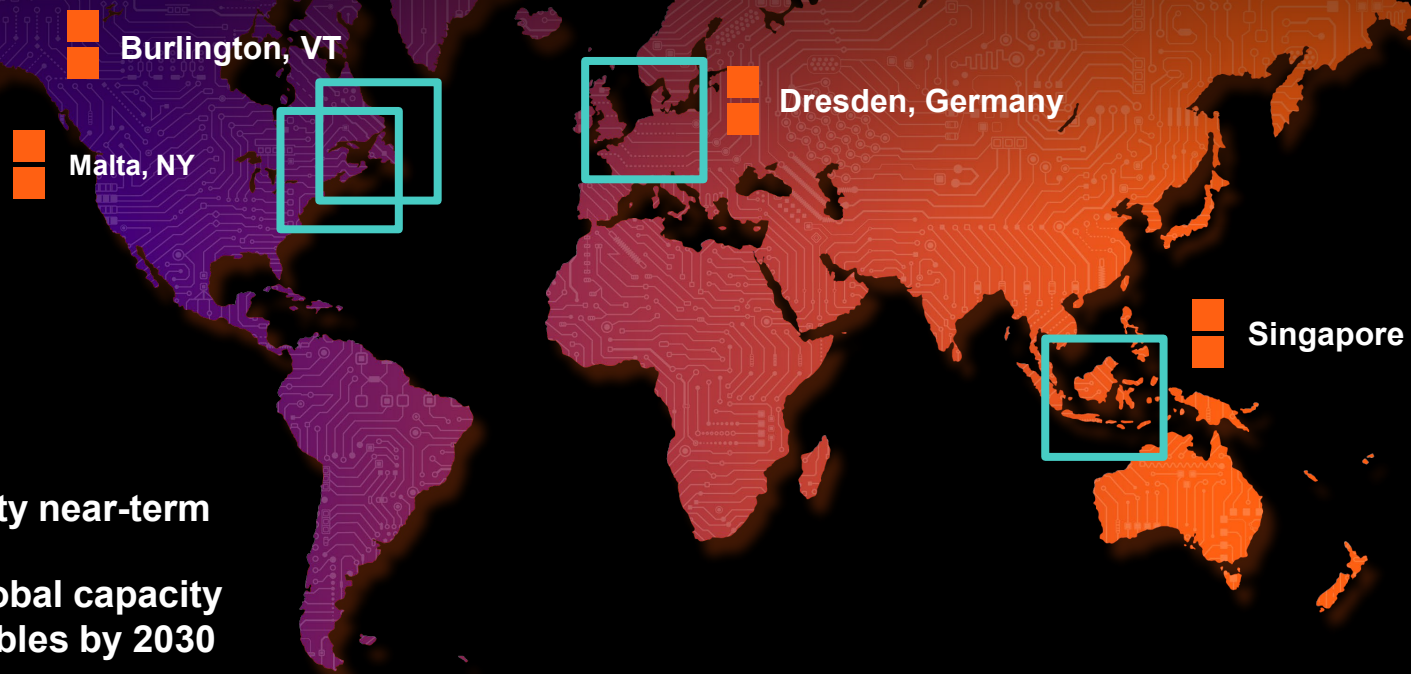 Burlington, VT
Dresden, Germany
Malta, NY
Singapore
ty near-term
obal capacity
bles by 2030